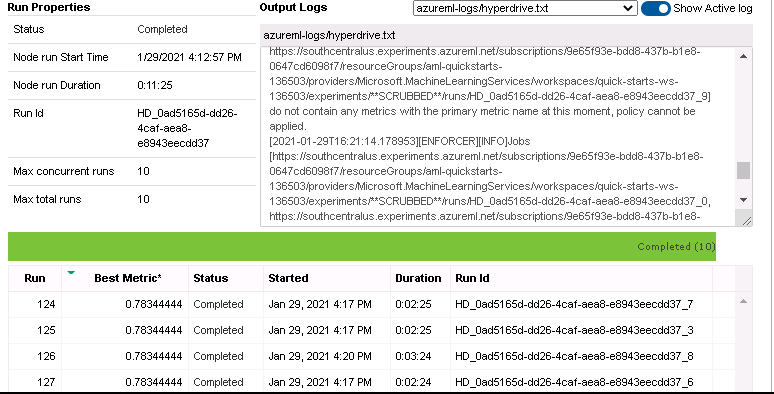 Run Properties
Status Completed
Node run Start Time 1/29/2021 4:12:57 PM
Node run Duration 0:11:25
Run Id HD_0ad5165d-dd26-
4caf-aea8-
e8943eecdd37
Max concurrent runs 10
Max total runs 10
Output Logs azureml-logs/hyperdrive.txt Show Active log
azureml-logs/hyperdrive.txt
https://southcentralus.experiments.azureml.net/subscriptions/9e65f93e-bdd8-437b-b1e8-
0647cd6098f7/resourceGroups/aml-quickstarts-
136503/providers/Microsoft.MachineLearningServices/workspaces/quick-starts-ws-
136503/experiments/**SCRUBBED**/runs/HD_0ad5165d-dd26-4caf-aea8-e8943eecdd37_9]
do not contain any metrics with the primary metric name at this moment, policy cannot be
applied.
[2021-01-29T16:21:14.178953][ENFORCER][INFO]Jobs
[https://southcentralus.experiments.azureml.net/subscriptions/9e65f93e-bdd8-437b-b1e8-
0647cd6098f7/resourceGroups/aml-quickstarts-
136503/providers/Microsoft.MachineLearningServices/workspaces/quick-starts-ws-
136503/experiments/**SCRUBBED**/runs/HD_0ad5165d-dd26-4caf-aea8-e8943eecdd37_0,
https://southcentralus.experiments.azureml.net/subscriptions/9e65f93e-bdd8-437b-b1e8-
Completed (10)
Run Best Metric* Status Started Duration Run Id
124 0.78344444 Completed Jan 29, 2021 4:17 PM 0:02:25 HD_0ad5165d-dd26-4caf-aea8-e8943eecdd37_7
125 0.78344444 Completed Jan 29, 2021 4:17 PM 0:02:25 HD_0ad5165d-dd26-4caf-aea8-e8943eecdd37_3
126 0.78344444 Completed Jan 29, 2021 4:20 PM 0:03:24 HD_0ad5165d-dd26-4caf-aea8-e8943eecdd37_8
127 0.78344444 Completed Jan 29, 2021 4:17 PM 0:02:24 HD_0ad5165d-dd26-4caf-aea8-e8943eecdd37_6